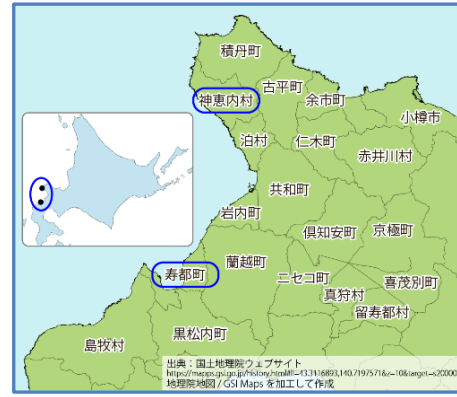 積丹町
古平町
神恵内村
余市町
小樽市
泊村
仁木町
赤井川村
共和町
岩内町
倶知安町
京極町
寿都町
蘭越町
ニセコ町
喜茂別町
真狩村
留寿都村
島牧村
黒松内町
出典：国土地理院ウェブサイト
地理院地図 / GSI Maps を加工して作成